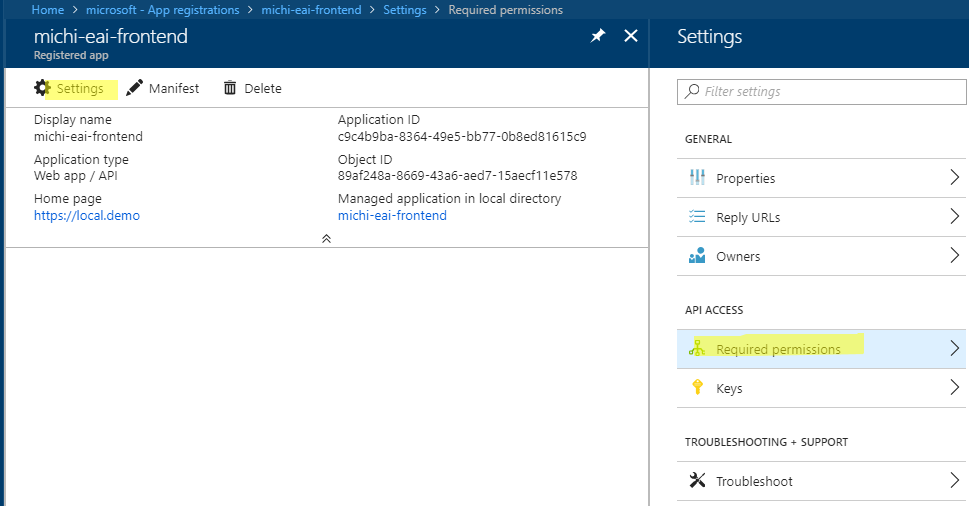 Home > microsoft - App registrations > michi-eai-frontend > Settings > Required permissions
michi-eai-frontend
Registered app
Settings
Manifest
Delete
Display name
michi-eai-frontend
Application ID
c9c4b9ba-8364-49e5-bb77-0b8ed81615c9
Application type
Web app / API
Object ID
89af248a-8669-43a6-aed7-15aecf11e578
Home page
https://local.demo
Managed application in local directory
michi-eai-frontend
Settings
Filter settings
GENERAL
Properties
Reply URLs
Owners
API ACCESS
Required permissions
Keys
TROUBLESHOOTING + SUPPORT
Troubleshoot